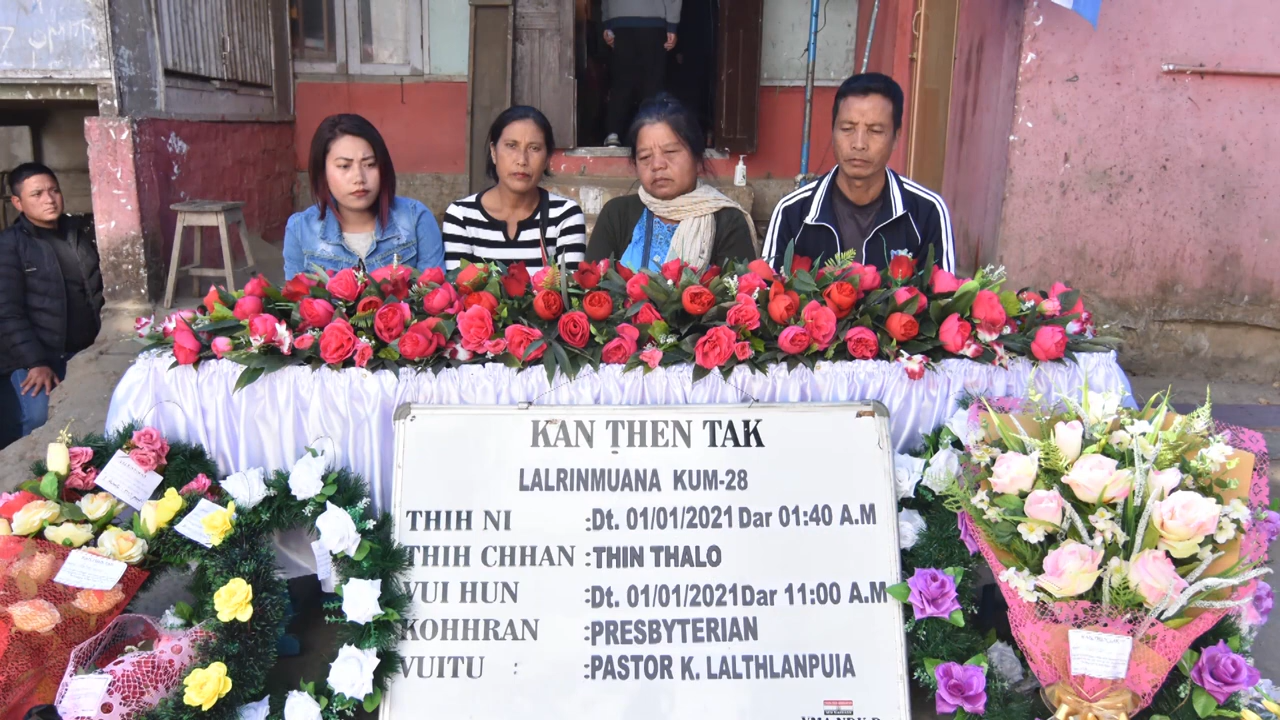 KAN ṬHEN TAK
LALRINMUANA KUM-28
THIH NI :Dt. 01/01/2021 Dar 01:40 A.M
THIH CHHAN : THIN THALO
VUI HUN :Dt. 01/01/2021 Dar 11:00 A.M
KOHHRAN :PRESBYTERIAN
VUITU : :PASTOR K. LALTHLANPUIA